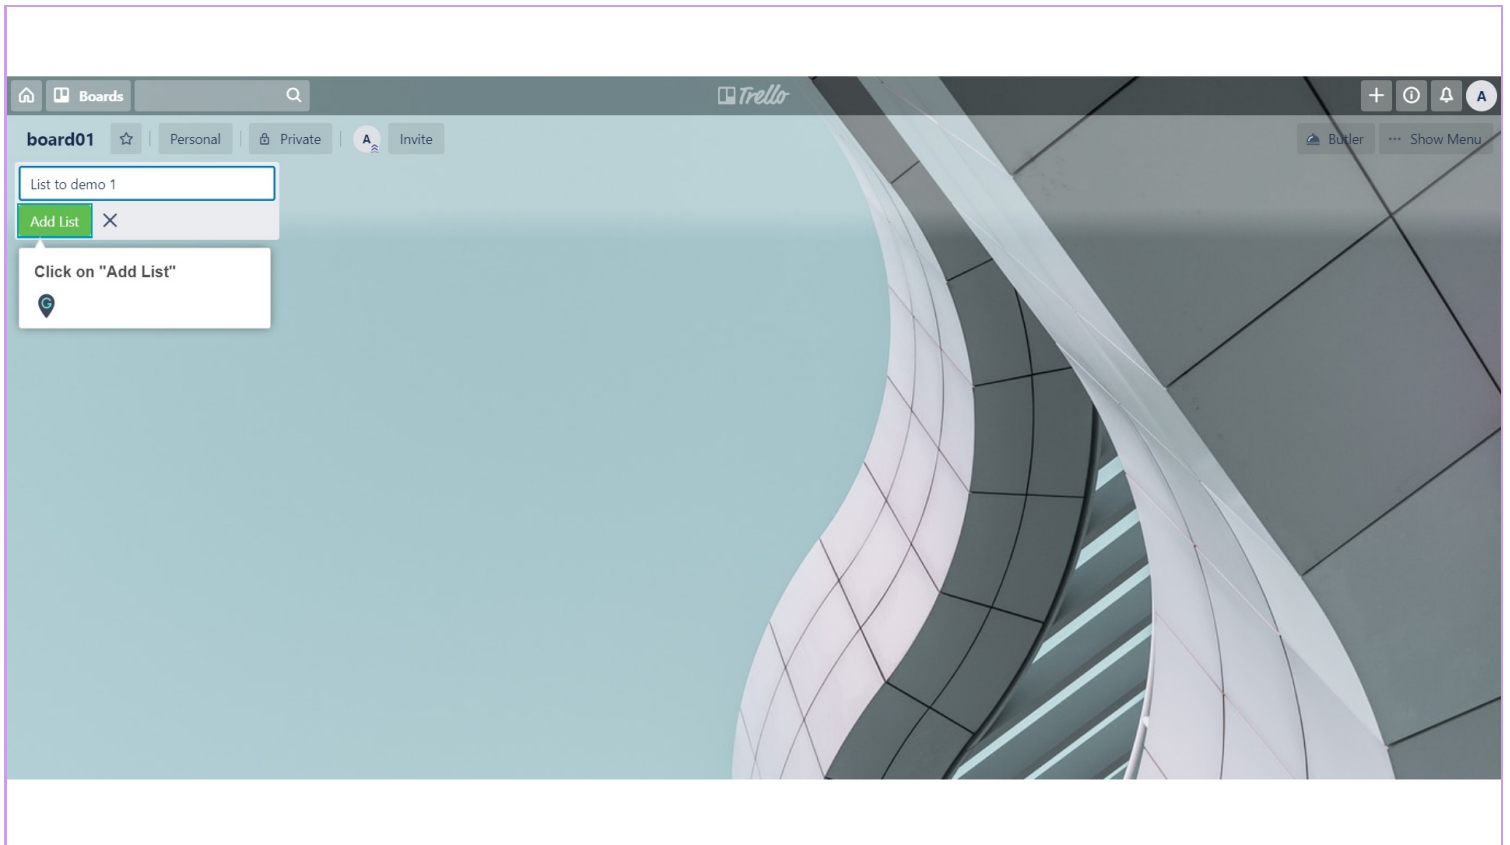 Boards
Trello
A
board01
Personal
Private
A
Invite
Butler
··· Show Menu
List to demo 1
Add List
Click on "Add List"
G